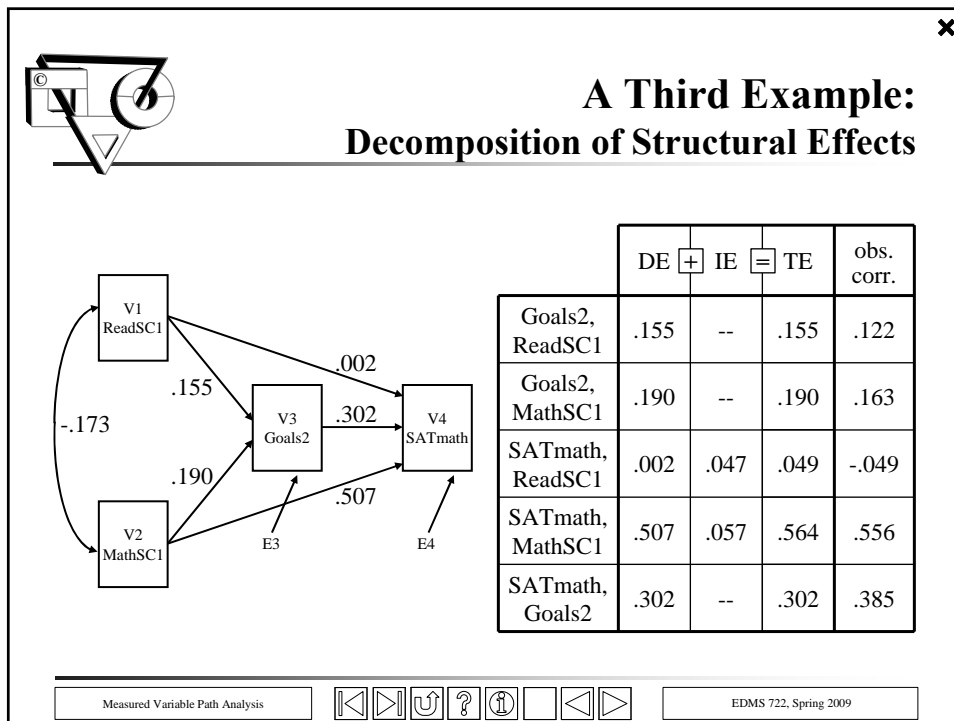 ©
A Third Example:
Decomposition of Structural Effects
V1
ReadSC1
.002
.155
-.173
V3
Goals2
.302
V4
SATmath
.190
.507
V2
MathSC1
E3
E4
DE + IE = TE obs. corr.
Goals2, ReadSC1 .155 -- .155 .122
Goals2, MathSC1 .190 -- .190 .163
SATmath, ReadSC1 .002 .047 .049 -.049
SATmath, MathSC1 .507 .057 .564 .556
SATmath, Goals2 .302 -- .302 .385
Measured Variable Path Analysis
?
i
EDMS 722, Spring 2009